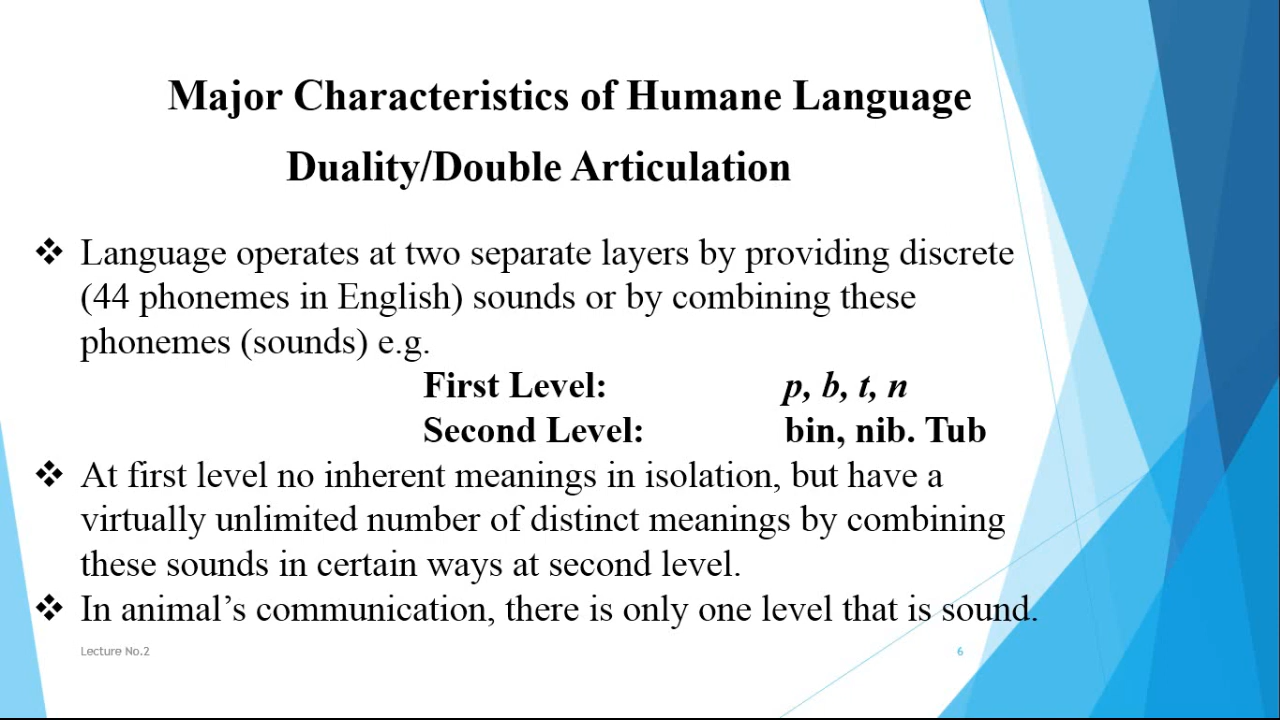 Major Characteristics of Humane Language
Duality/Double Articulation
❖ Language operates at two separate layers by providing discrete
(44 phonemes in English) sounds or by combining these
phonemes (sounds) e.g.
First Level: p, b, t, n
Second Level: bin, nib. Tub
❖ At first level no inherent meanings in isolation, but have a
virtually unlimited number of distinct meanings by combining
these sounds in certain ways at second level.
❖ In animal’s communication, there is only one level that is sound.
Lecture No.2 6